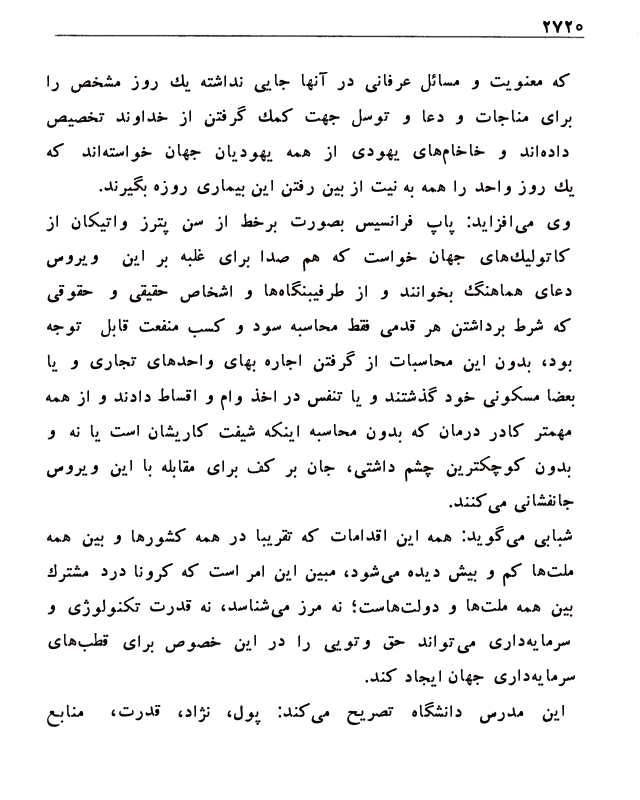 ۲۷۲۰
که معنویت و مسائل عرفانی در آنها جایی نداشته یك روز مشخص را
برای مناجات و دعا و توسل جهت کمك گرفتن از خداوند تخصیص
داده‌اند و خاخام‌های یهودی از همه یهودیان جهان خواسته‌اند که
یك روز واحد را همه به نیت از بین رفتن این بیماری روزه بگیرند.
وی می‌افزاید: پاپ فرانسیس بصورت برخط از سن پترز واتیکان از
کاتولیك‌های جهان خواست که هم صدا برای غلبه بر این ویروس
دعای هماهنگ بخوانند و از طرفیبنگاه‌ها و اشخاص حقیقی و حقوقی
که شرط برداشتن هر قدمی فقط محاسبه سود و کسب منفعت قابل توجه
بود، بدون این محاسبات از گرفتن اجاره بهای واحدهای تجاری و یا
بعضا مسکونی خود گذشتند و یا تنفس در اخذ وام و اقساط دادند و از همه
مهمتر کادر درمان که بدون محاسبه اینکه شیفت کاریشان است یا نه و
بدون کوچکترین چشم داشتی، جان بر کف برای مقابله با این ویروس
جانفشانی می‌کنند.
شبابی می‌گوید: همه این اقدامات که تقریبا در همه کشورها و بین همه
ملت‌ها کم و بیش دیده می‌شود، مبین این امر است که کرونا درد مشترك
بین همه ملت‌ها و دولت‌هاست؛ نه مرز می‌شناسد، نه قدرت تکنولوژی و
سرمایه‌داری می‌تواند حق وتویی را در این خصوص برای قطب‌های
سرمایه‌داری جهان ایجاد کند.
این مدرس دانشگاه تصریح می‌کند: پول، نژاد، قدرت، منابع